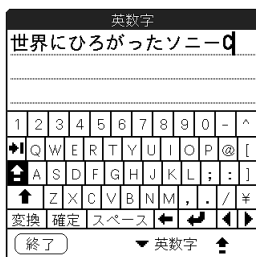 英数字
世界にひろがったソニーC
1 2 3 4 5 6 7 8 9 0 - ^
Q W E R T Y U I O P @ [
A S D F G H J K L ; : ]
Z X C V B N M , . / ¥
変換 確定 スペース
終了 ▼ 英数字